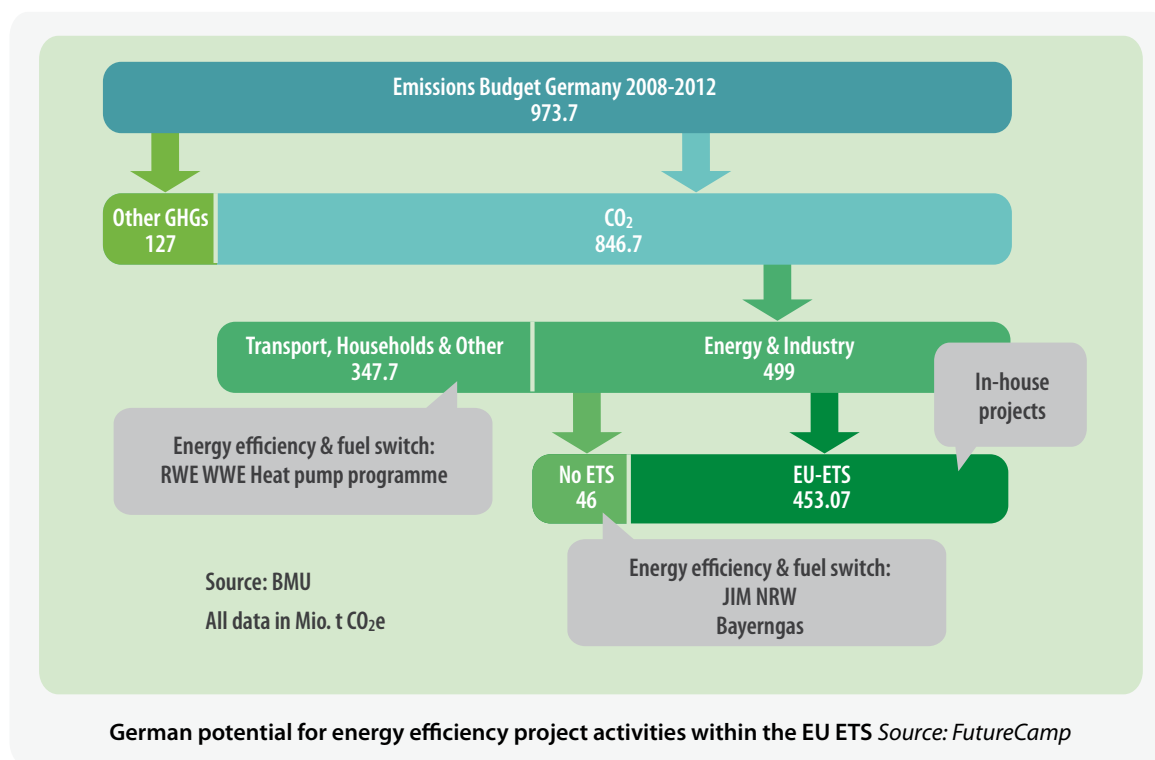 Emissions Budget Germany 2008-2012
973.7
Other GHGs
127
CO₂
846.7
Transport, Households & Other
347.7
Energy & Industry
499
In-house
projects
Energy efficiency & fuel switch:
RWE WWE Heat pump programme
No ETS
46
EU-ETS
453.07
Energy efficiency & fuel switch:
JIM NRW
Bayerngas
Source: BMU
All data in Mio. t CO₂e
German potential for energy efficiency project activities within the EU ETS Source: FutureCamp